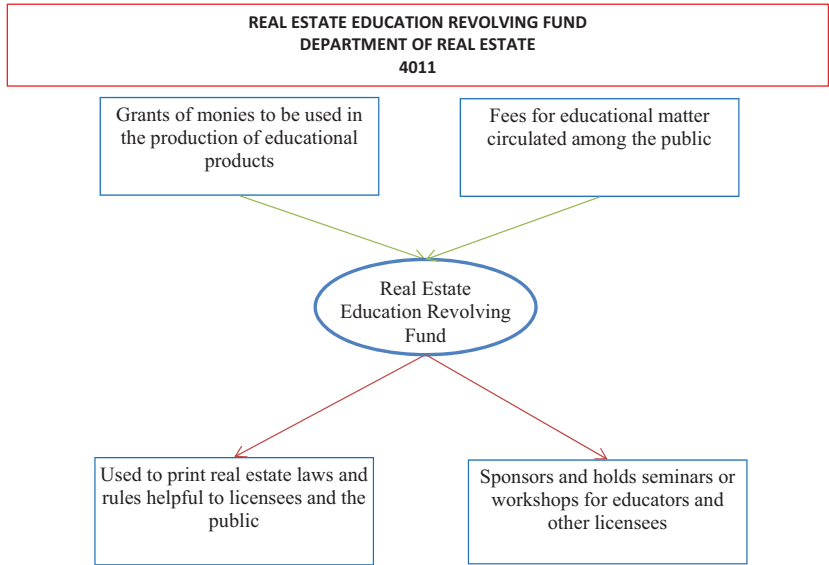 REAL ESTATE EDUCATION REVOLVING FUND
DEPARTMENT OF REAL ESTATE
4011
Grants of monies to be used in
the production of educational
products
Fees for educational matter
circulated among the public
Real Estate
Education Revolving
Fund
Used to print real estate laws and
rules helpful to licensees and the
public
Sponsors and holds seminars or
workshops for educators and
other licensees